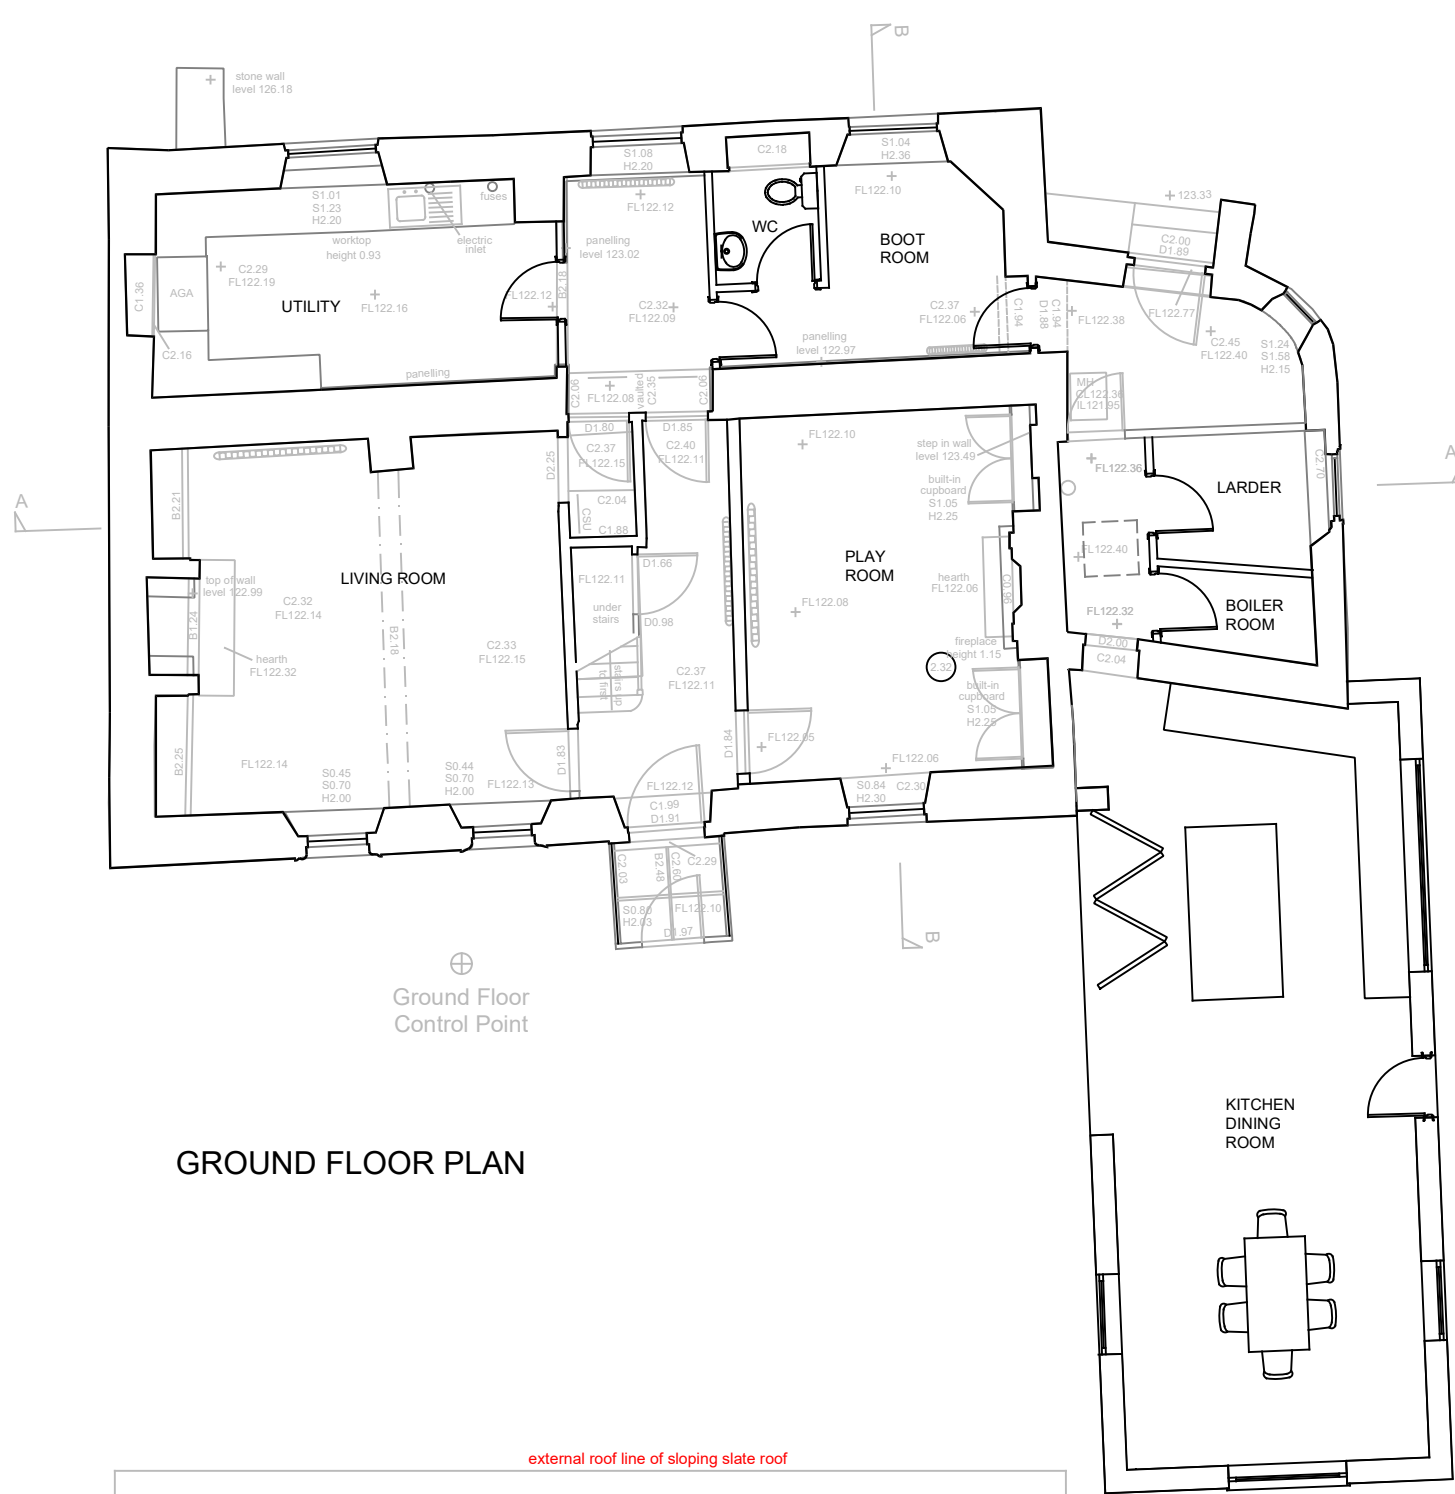 B
stone wall
level 126.18
C2.18
S1.04
H2.36
S1.08
H2.20
FL122.10
123.33
S1.01
S1.23
H2.20
fuses
FL122.12
WC
BOOT
ROOM
C2.00
D1.89
worktop
height 0.93
electric
inlet
panelling
level 123.02
C2.29
FL122.19
AGA
C1.36
UTILITY
FL122.16
FL122.12
B2.18
C2.32
FL122.09
C2.37
FL122.06
C1.94
D1.88
C1.94
FL122.38
FL122.77
C2.45
FL122.40
S1.24
S1.58
H2.15
C2.16
panelling
level 122.97
panelling
C2.06
FL122.08
vaulted
C2.35
C2.06
MH
CL122.36
IL121.95
D1.80
D1.85
C2.37
FL122.15
C2.40
FL122.11
FL122.10
step in wall
level 123.49
D2.25
built-in
cupboard
S1.05
H2.25
FL122.36
C2.70
LARDER
A
A
B2.21
C2.04
CSU
C1.88
FL122.40
LIVING ROOM
PLAY
ROOM
top of wall
level 122.99
FL122.11
D1.66
hearth
FL122.06
C0.96
C2.32
FL122.14
B1.24
under
stairs
D0.98
FL122.08
FL122.32
BOILER
ROOM
B2.18
C2.33
FL122.15
hearth
FL122.32
stairs up
to first
C2.37
FL122.11
fireplace
height 1.15
2.32
D2.00
C2.04
built-in
cupboard
S1.05
H2.25
B2.25
FL122.14
S0.45
S0.70
H2.00
S0.44
S0.70
H2.00
FL122.13
D1.83
D1.84
FL122.05
FL122.06
FL122.12
C1.99
D1.91
S0.84
H2.30
C2.30
C2.03
B2.48
C2.60
C2.29
S0.80
H2.03
FL122.10
D1.97
B
Ground Floor
Control Point
KITCHEN
DINING
ROOM
GROUND FLOOR PLAN
external roof line of sloping slate roof